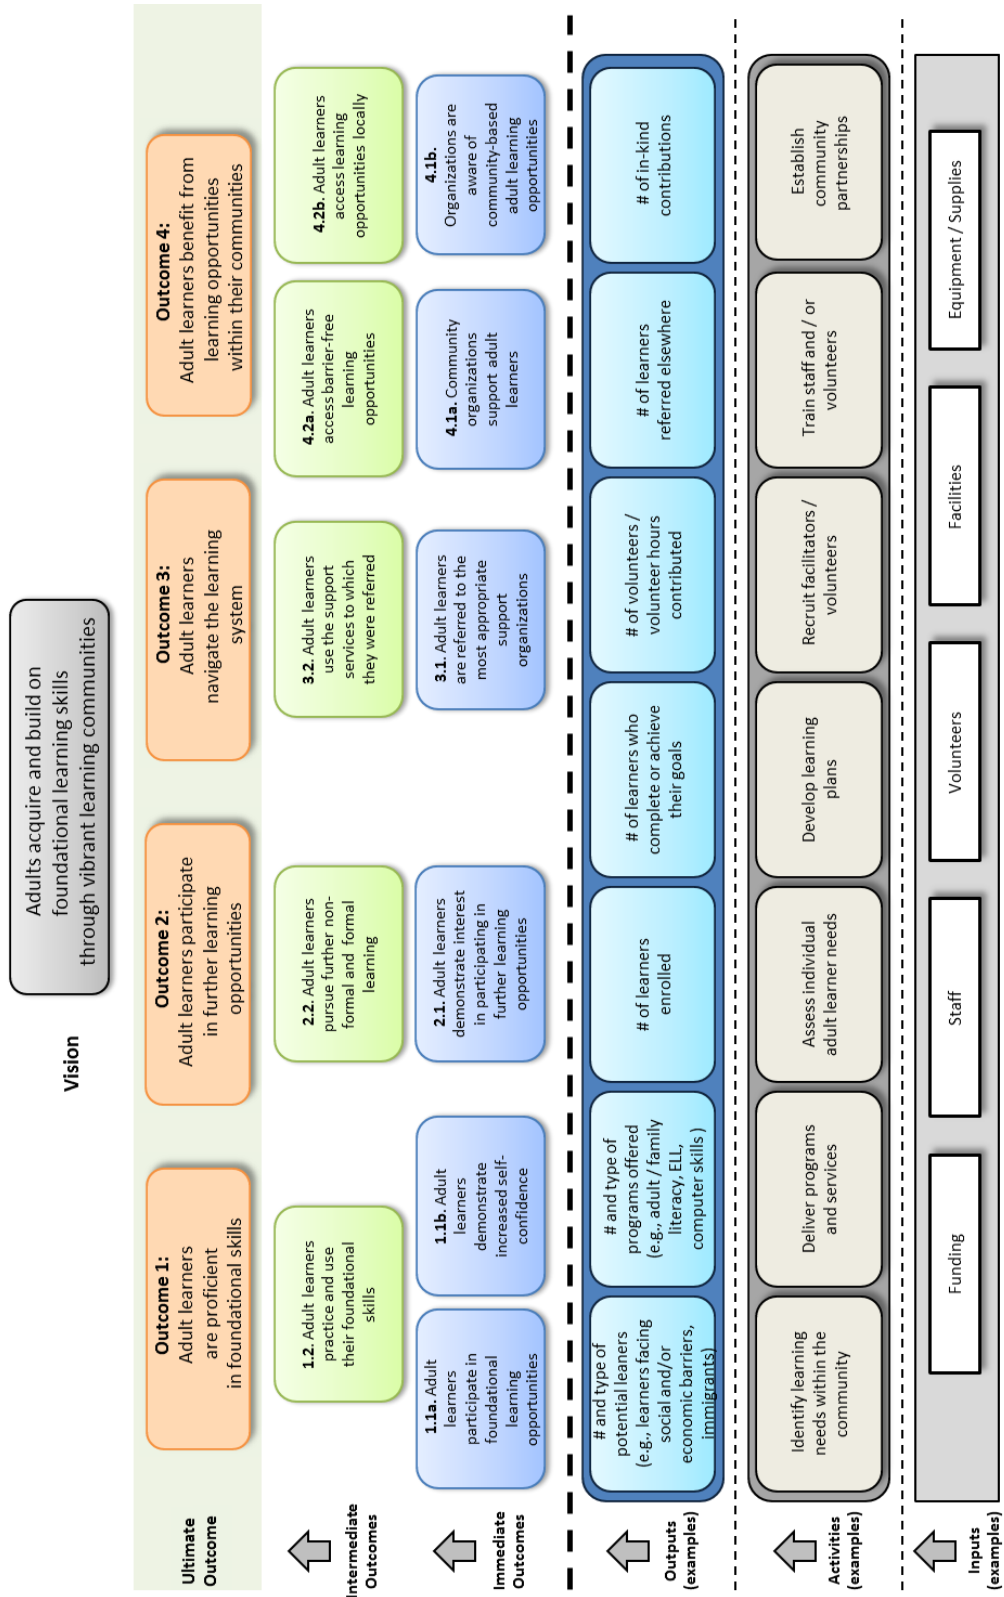 Vision
Adults acquire and build on
foundational learning skills
through vibrant learning communities
Ultimate
Outcome
Outcome 1:
Adult learners
are proficient
in foundational skills
Outcome 2:
Adult learners participate
in further learning
opportunities
Outcome 3:
Adult learners
navigate the learning
system
Outcome 4:
Adult learners benefit from
learning opportunities
within their communities
Intermediate
Outcomes
1.2. Adult learners
practice and use
their foundational
skills
2.2. Adult learners
pursue further non-
formal and formal
learning
3.2. Adult learners
use the support
services to which
they were referred
4.2a. Adult learners
access barrier-free
learning
opportunities
4.2b. Adult learners
access learning
opportunities locally
Immediate
Outcomes
1.1a. Adult
learners
participate in
foundational
learning
opportunities
1.1b. Adult
learners
demonstrate
increased self-
confidence
2.1. Adult learners
demonstrate interest
in participating in
further learning
opportunities
3.1. Adult learners
are referred to the
most appropriate
support
organizations
4.1a. Community
organizations
support adult
learners
4.1b.
Organizations are
aware of
community-based
adult learning
opportunities
Outputs
(examples)
# and type of
potential leaners
(e.g., learners facing
social and/or
economic barriers,
immigrants)
# and type of
programs offered
(e.g., adult / family
literacy, ELL,
computer skills )
# of learners
enrolled
# of learners who
complete or achieve
their goals
# of volunteers /
volunteer hours
contributed
# of learners
referred elsewhere
# of in-kind
contributions
Activities
(examples)
Identify learning
needs within the
community
Deliver programs
and services
Assess individual
adult learner needs
Develop learning
plans
Recruit facilitators /
volunteers
Train staff and / or
volunteers
Establish
community
partnerships
Inputs
(examples)
Funding
Staff
Volunteers
Facilities
Equipment / Supplies